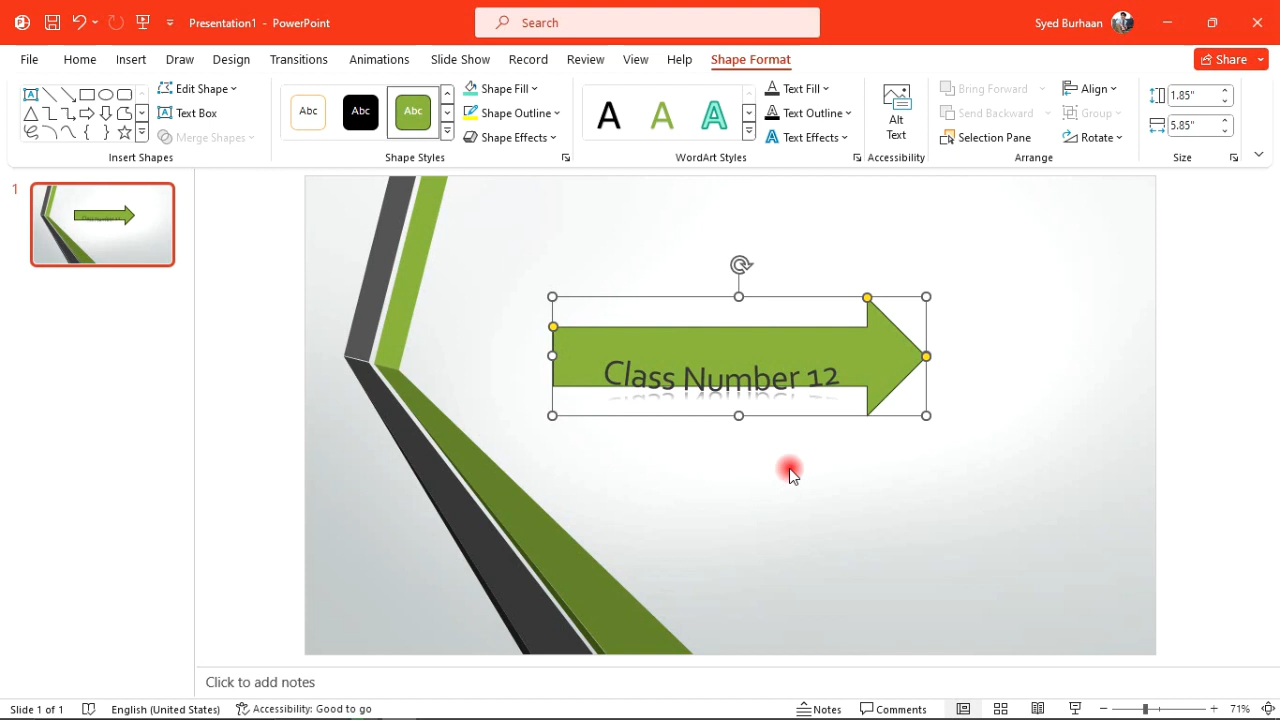 Presentation1 - PowerPoint
Search
Syed Burhaan
File Home Insert Draw Design Transitions Animations Slide Show Record Review View Help Shape Format
Share
Edit Shape
Text Box
Merge Shapes
Insert Shapes
Abc Abc Abc
Shape Fill
Shape Outline
Shape Effects
Shape Styles
A A A
Text Fill
Text Outline
Text Effects
WordArt Styles
Alt
Text
Accessibility
Bring Forward
Send Backward
Selection Pane
Align
Group
Rotate
Arrange
1.85"
5.85"
Size
1
Class Number 12
Click to add notes
Slide 1 of 1 English (United States) Accessibility: Good to go Notes Comments 71%